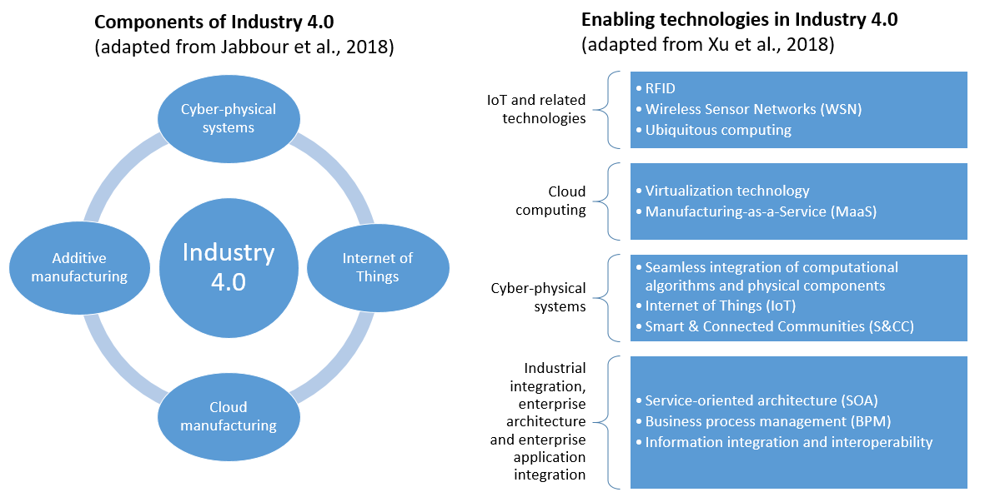 Components of Industry 4.0
(adapted from Jabbour et al., 2018)
Cyber-physical
systems
Additive
manufacturing
Industry
4.0
Internet of
Things
Cloud
manufacturing
Enabling technologies in Industry 4.0
(adapted from Xu et al., 2018)
IoT and related
technologies
• RFID
• Wireless Sensor Networks (WSN)
• Ubiquitous computing
Cloud
computing
• Virtualization technology
• Manufacturing-as-a-Service (MaaS)
Cyber-physical
systems
• Seamless integration of computational
algorithms and physical components
• Internet of Things (IoT)
• Smart & Connected Communities (S&CC)
Industrial
integration,
enterprise
architecture
and enterprise
application
integration
• Service-oriented architecture (SOA)
• Business process management (BPM)
• Information integration and interoperability